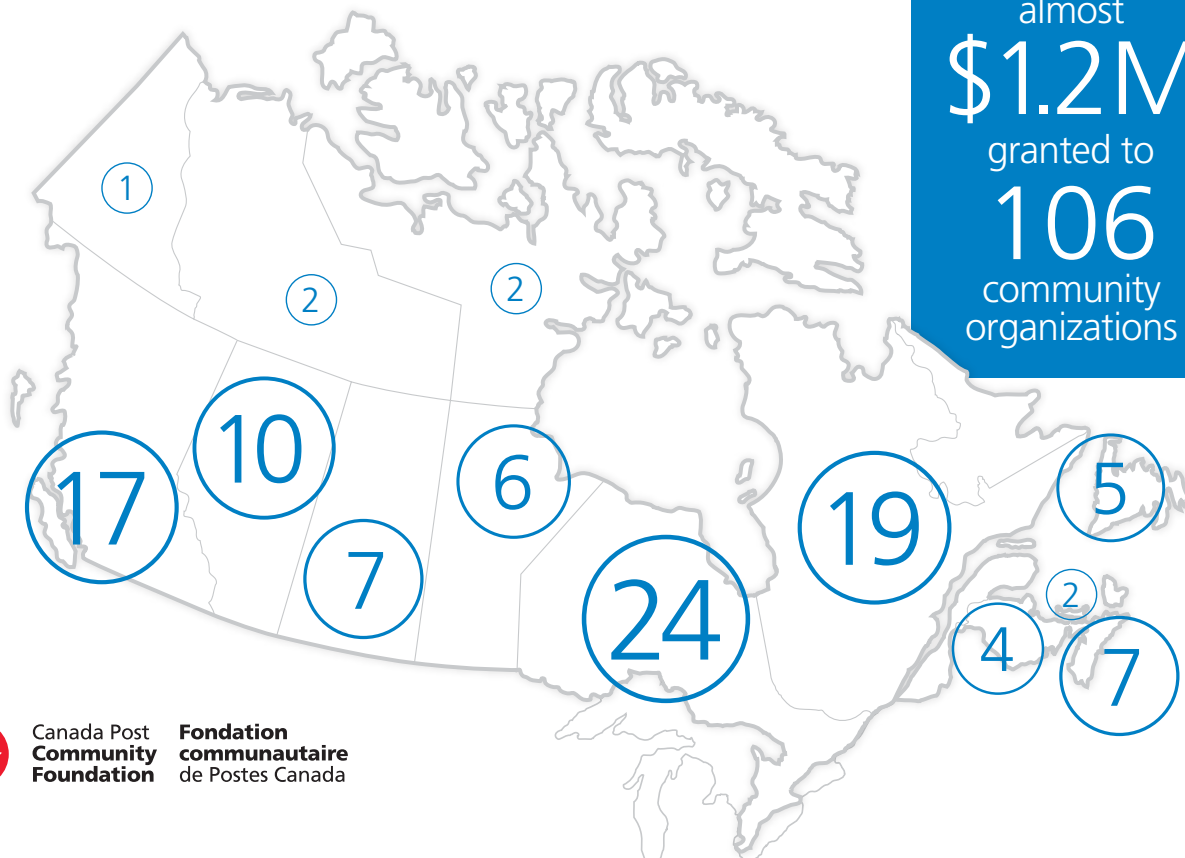 almost
$1.2M
granted to
106
community
organizations
1
2
2
10
17
6
7
24
19
5
2
4
7
Canada Post
Community
Foundation
Fondation
communautaire
de Postes Canada